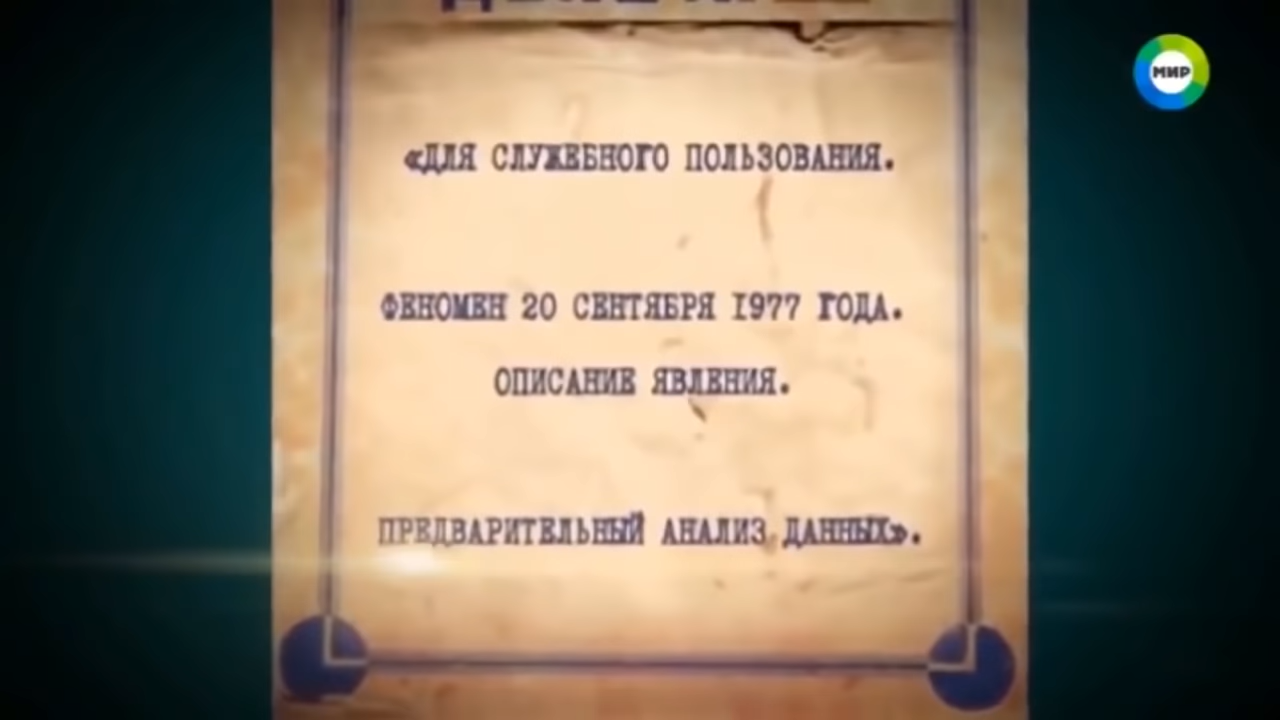 МИР
«ДЛЯ СЛУЖЕБНОГО ПОЛЬЗОВАНИЯ.
ФЕНОМЕН 20 СЕНТЯБРЯ 1977 ГОДА.
ОПИСАНИЕ ЯВЛЕНИЯ.
ПРЕДВАРИТЕЛЬНЫЙ АНАЛИЗ ДАННЫХ».